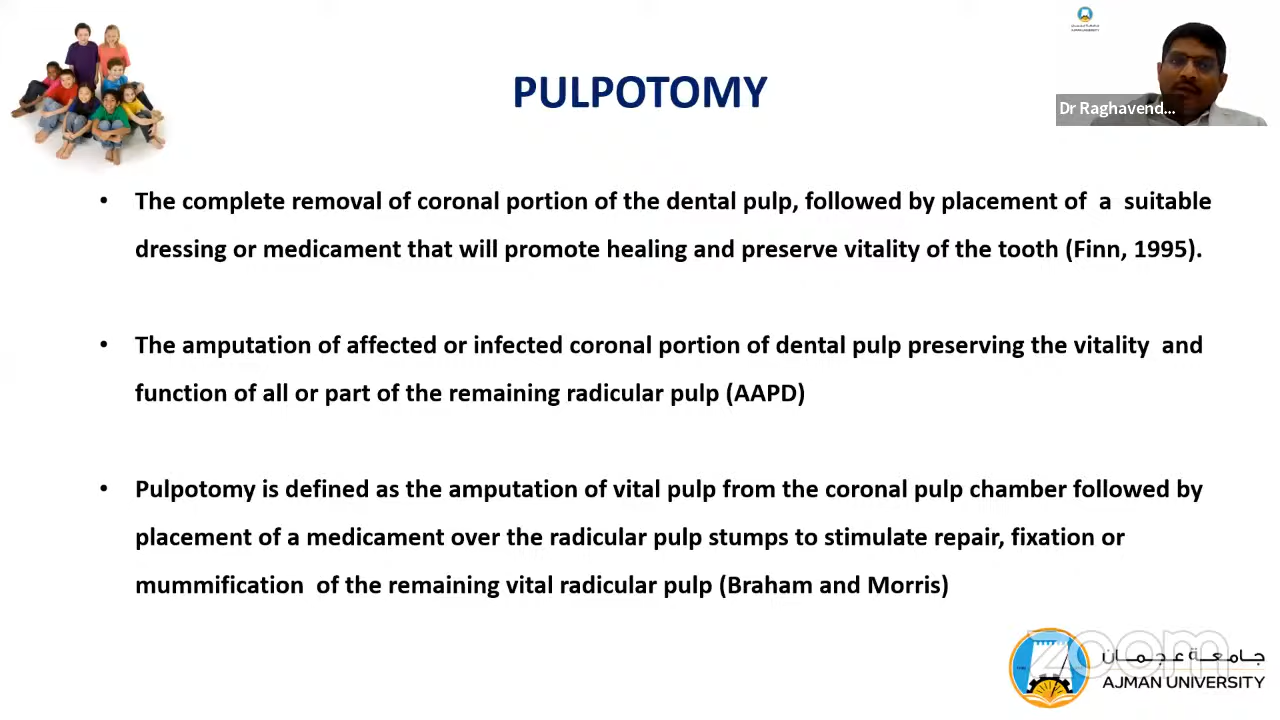 PULPOTOMY
AJMAN UNIVERSITY
Dr Raghavend...
• The complete removal of coronal portion of the dental pulp, followed by placement of a suitable
dressing or medicament that will promote healing and preserve vitality of the tooth (Finn, 1995).
• The amputation of affected or infected coronal portion of dental pulp preserving the vitality and
function of all or part of the remaining radicular pulp (AAPD)
• Pulpotomy is defined as the amputation of vital pulp from the coronal pulp chamber followed by
placement of a medicament over the radicular pulp stumps to stimulate repair, fixation or
mummification of the remaining vital radicular pulp (Braham and Morris)
zoom
جامعة عجمان
AJMAN UNIVERSITY